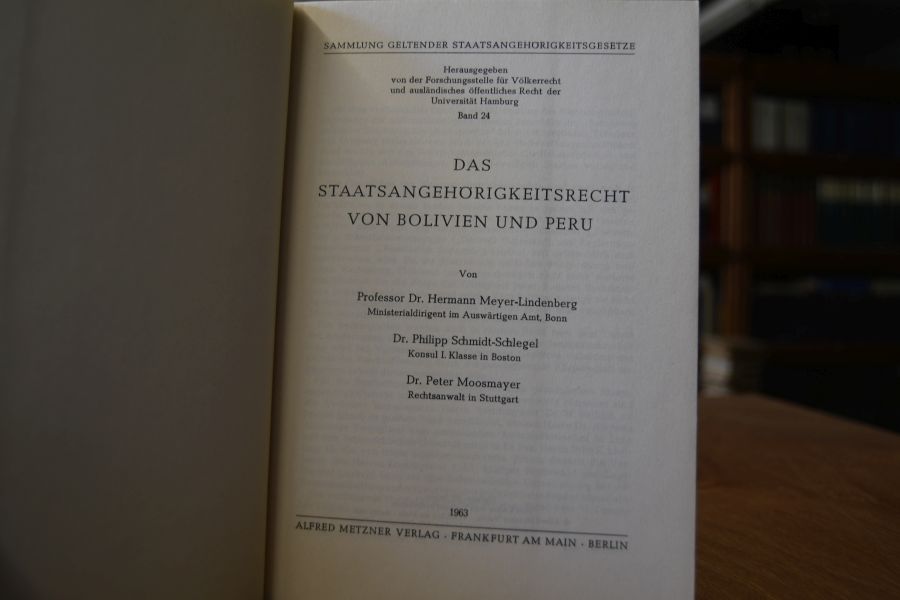 SAMMLUNG GELTENDER STAATSANGEHÖRIGKEITSGESETZE
Herausgegeben
von der Forschungsstelle für Völkerrecht
und ausländisches öffentliches Recht der
Universität Hamburg
Band 24
DAS
STAATSANGEHÖRIGKEITSRECHT
VON BOLIVIEN UND PERU
Von
Professor Dr. Hermann Meyer-Lindenberg
Ministerialdirigent im Auswärtigen Amt, Bonn
Dr. Philipp Schmidt-Schlegel
Konsul I. Klasse in Boston
Dr. Peter Moosmayer
Rechtsanwalt in Stuttgart
1963
ALFRED METZNER VERLAG · FRANKFURT AM MAIN · BERLIN